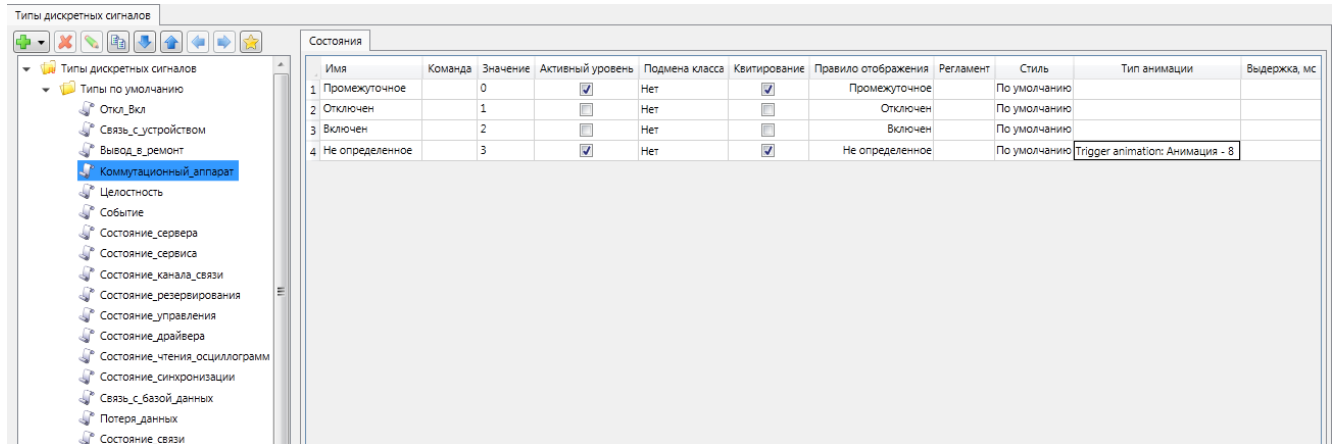 Типы дискретных сигналов
Состояния
Типы дискретных сигналов
Типы по умолчанию
Откл_Вкл
Связь_с_устройством
Вывод_в_ремонт
Коммутационный_аппарат
Целостность
Событие
Состояние_сервера
Состояние_сервиса
Состояние_канала_связи
Состояние_резервирования
Состояние_управления
Состояние_драйвера
Состояние_чтения_осциллограмм
Состояние_синхронизации
Связь_с_базой_данных
Потеря_данных
Состояние связи
Имя Команда Значение Активный уровень Подмена класса Квитирование Правило отображения Регламент Стиль Тип анимации Выдержка, мс
1 Промежуточное 0 Нет Промежуточное По умолчанию
2 Отключен 1 Нет Отключен По умолчанию
3 Включен 2 Нет Включен По умолчанию
4 Не определенное 3 Нет Не определенное По умолчанию Trigger animation: Анимация - 8